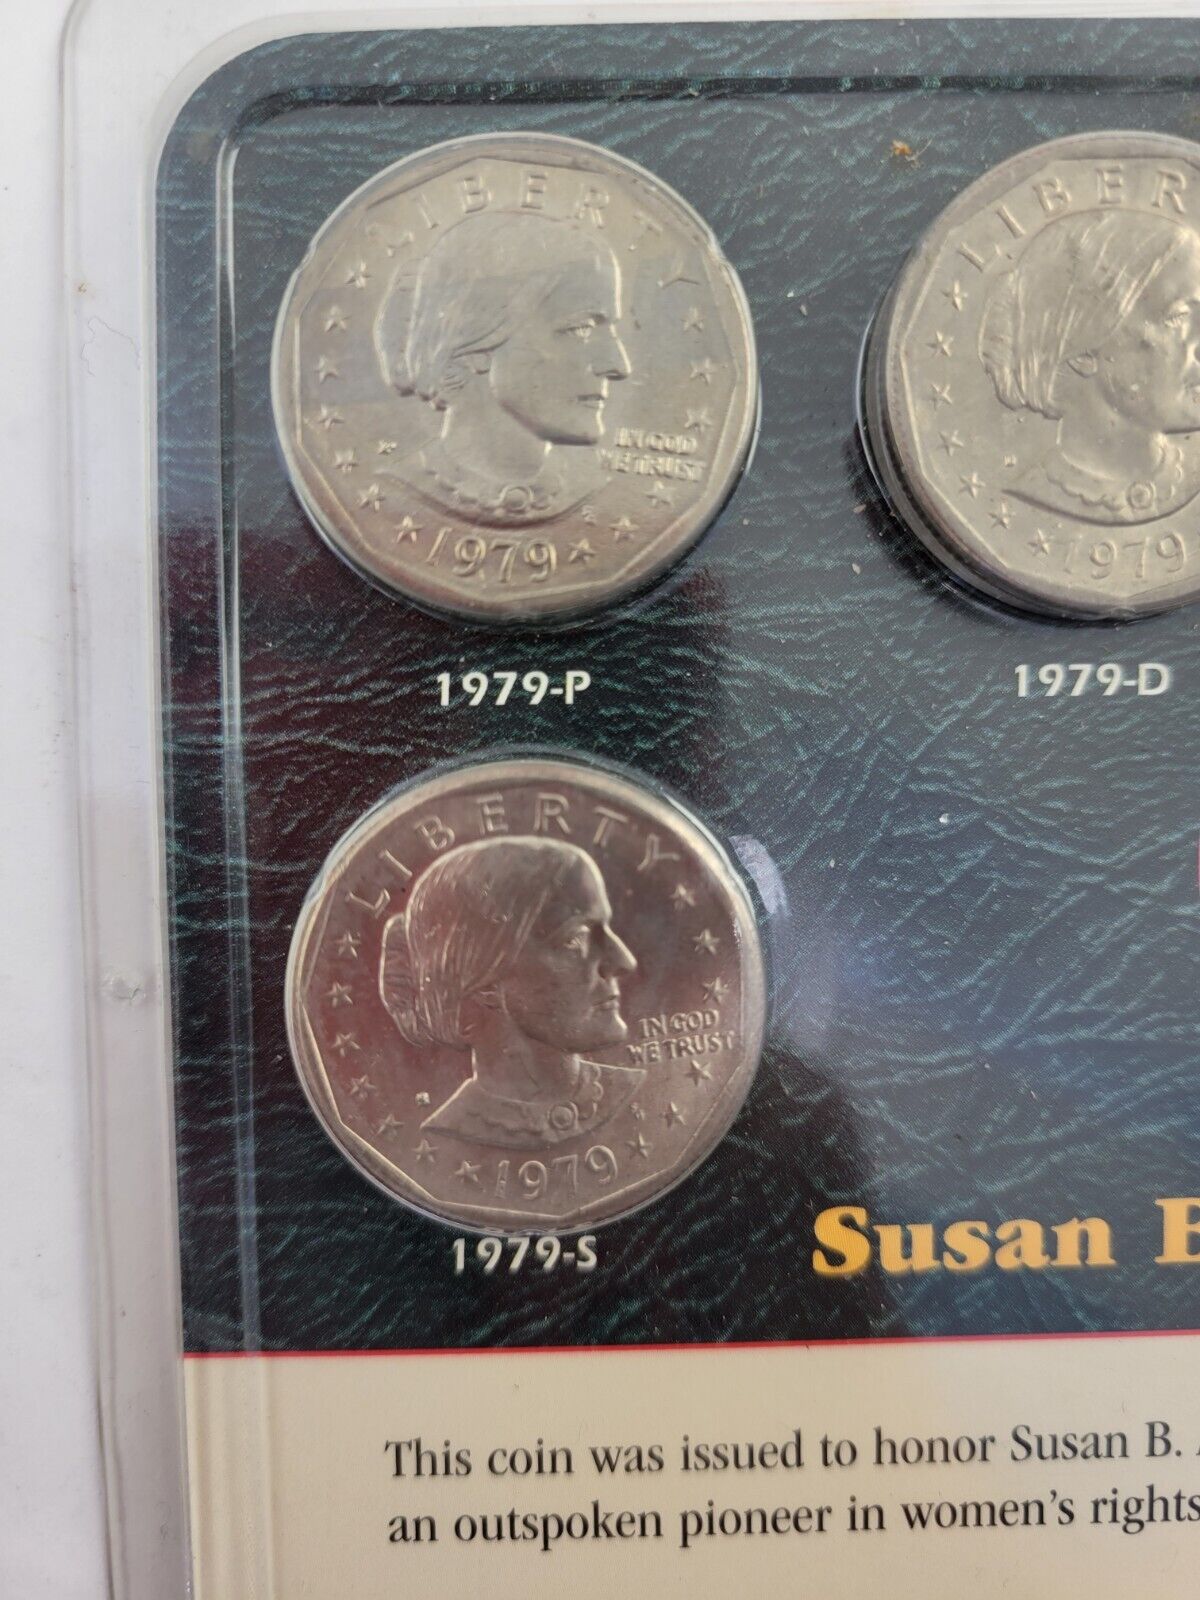 LIBERTY
IN GOD
WE TRUST
1979
LIBER
1979
1979-P
1979-D
LIBERTY
IN GOD
WE TRUST
1979
1979-S
Susan B
This coin was issued to honor Susan B.
an outspoken pioneer in women's rights